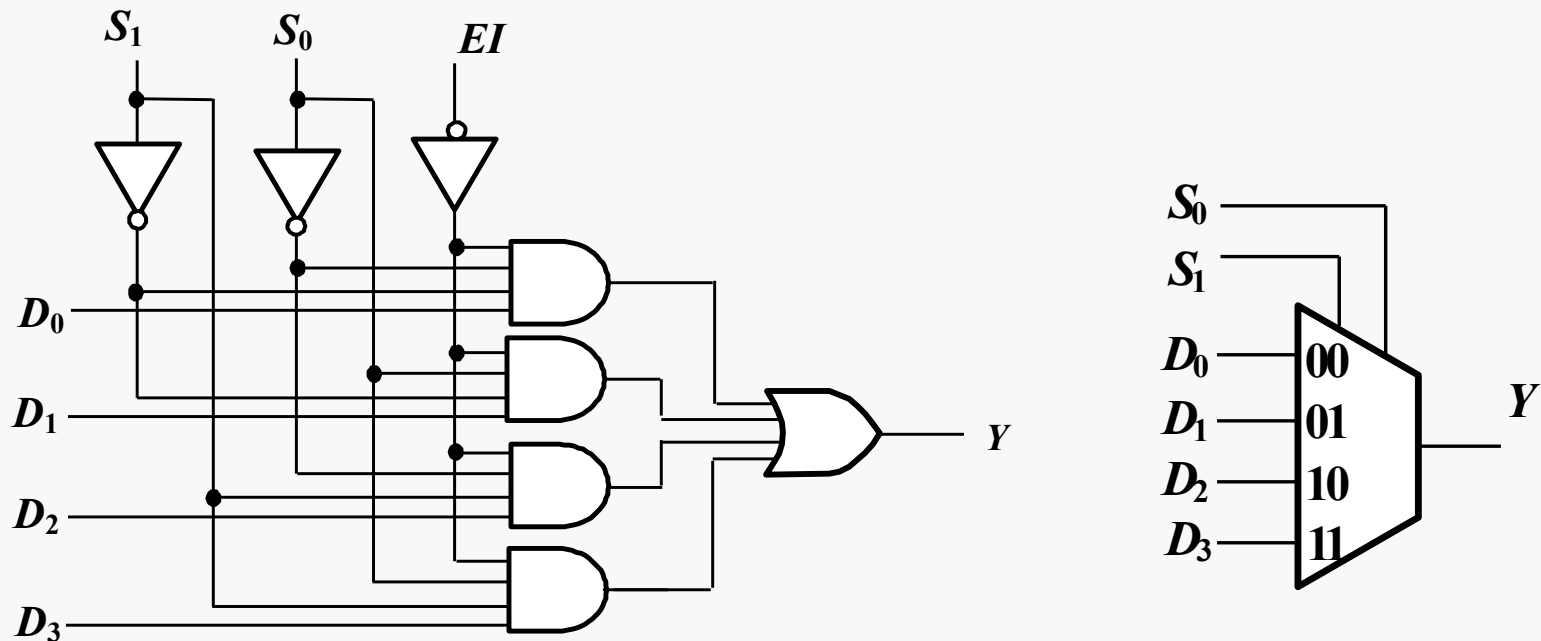 S₁ S₀ EI
D₀
D₁
D₂
D₃
Y
S₀
S₁
D₀ 00
D₁ 01
D₂ 10
D₃ 11
Y